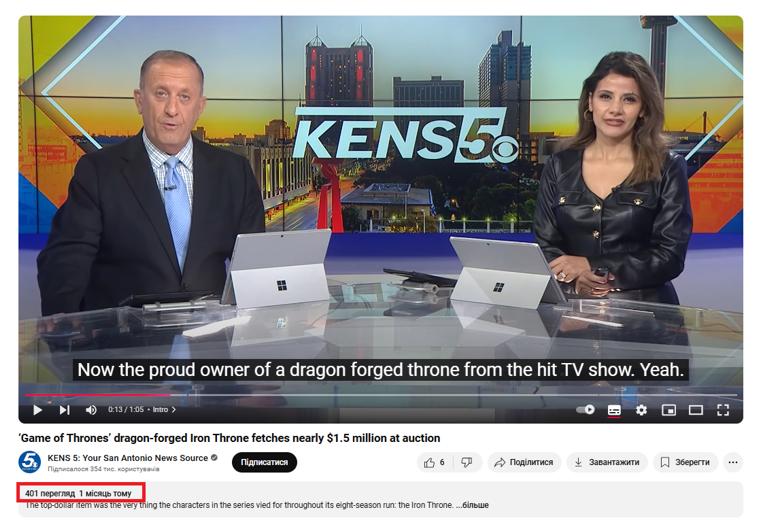 KENS 5
Now the proud owner of a dragon forged throne from the hit TV show. Yeah.
0:13 / 1:05 • Intro >
'Game of Thrones' dragon-forged Iron Throne fetches nearly $1.5 million at auction
5
KENS 5: Your San Antonio News Source
Підписалося 354 тис. користувачів
Підписатися
6
Поділитися
Завантажити
Зберегти
401 перегляд 1 місяць тому
The top-dollar item was the very thing the characters in the series vied for throughout its eight-season run: the Iron Throne. ...більше